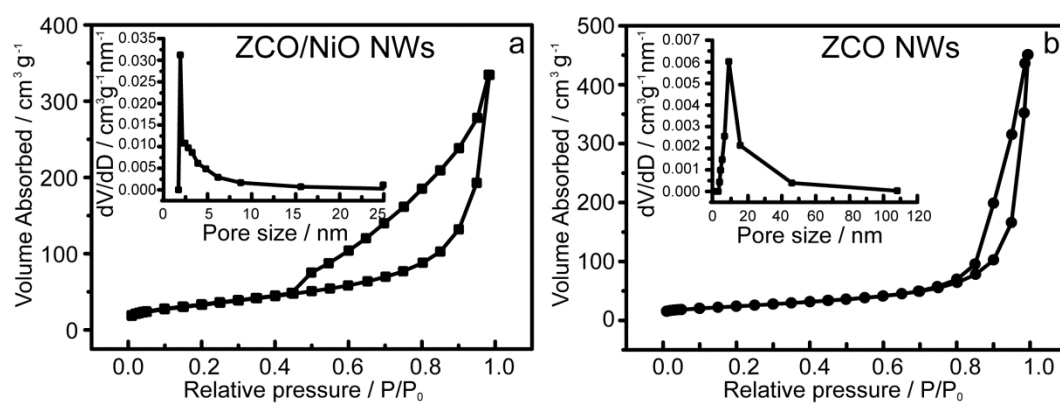 ZCO/NiO NWs
a
Volume Absorbed / cm³ g⁻¹
400
300
200
100
0
0.0 0.2 0.4 0.6 0.8 1.0
Relative pressure / P/P₀
dV/dD / cm³g⁻¹nm⁻¹
0.035
0.030
0.025
0.020
0.015
0.010
0.005
0.000
0 5 10 15 20 25
Pore size / nm
ZCO NWs
b
Volume Absorbed / cm³ g⁻¹
500
400
300
200
100
0
0.0 0.2 0.4 0.6 0.8 1.0
Relative pressure / P/P₀
dV/dD / cm³g⁻¹nm⁻¹
0.007
0.006
0.005
0.004
0.003
0.002
0.001
0.000
0 20 40 60 80 100 120
Pore size / nm